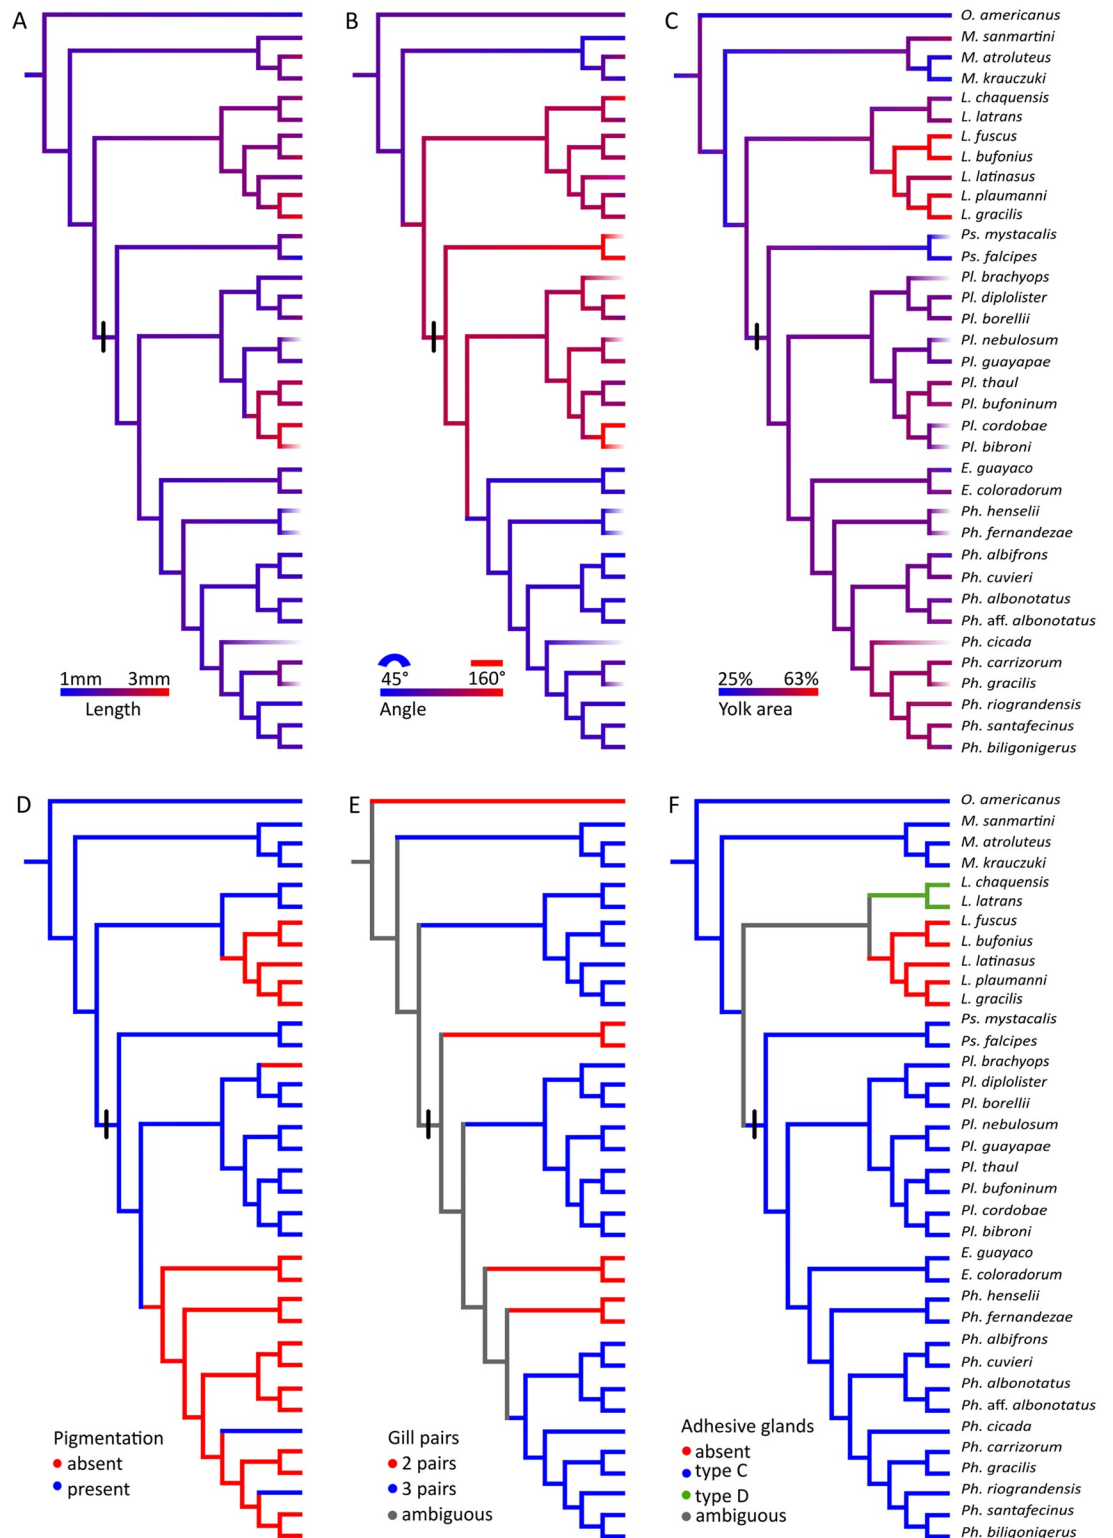 A
B
C
O. americanus
M. sanmartini
M. atroluteus
M. krauczuki
L. chaquensis
L. latrans
L. fuscus
L. bufonius
L. latinasus
L. plaumanni
L. gracilis
Ps. mystacalis
Ps. falcipes
Pl. brachyops
Pl. diplolister
Pl. borellii
Pl. nebulosum
Pl. guayapae
Pl. thaul
Pl. bufoninum
Pl. cordobae
Pl. bibroni
E. guayaco
E. coloradorum
Ph. henselii
Ph. fernandezae
Ph. albifrons
Ph. cuvieri
Ph. albonotatus
Ph. aff. albonotatus
Ph. cicada
Ph. carrizorum
Ph. gracilis
Ph. riograndensis
Ph. santafecinus
Ph. biligonigerus
1mm 3mm
Length
45° 160°
Angle
25% 63%
Yolk area
D
E
F
O. americanus
M. sanmartini
M. atroluteus
M. krauczuki
L. chaquensis
L. latrans
L. fuscus
L. bufonius
L. latinasus
L. plaumanni
L. gracilis
Ps. mystacalis
Ps. falcipes
Pl. brachyops
Pl. diplolister
Pl. borellii
Pl. nebulosum
Pl. guayapae
Pl. thaul
Pl. bufoninum
Pl. cordobae
Pl. bibroni
E. guayaco
E. coloradorum
Ph. henselii
Ph. fernandezae
Ph. albifrons
Ph. cuvieri
Ph. albonotatus
Ph. aff. albonotatus
Ph. cicada
Ph. carrizorum
Ph. gracilis
Ph. riograndensis
Ph. santafecinus
Ph. biligonigerus
Pigmentation
absent
present
Gill pairs
2 pairs
3 pairs
ambiguous
Adhesive glands
absent
type C
type D
ambiguous